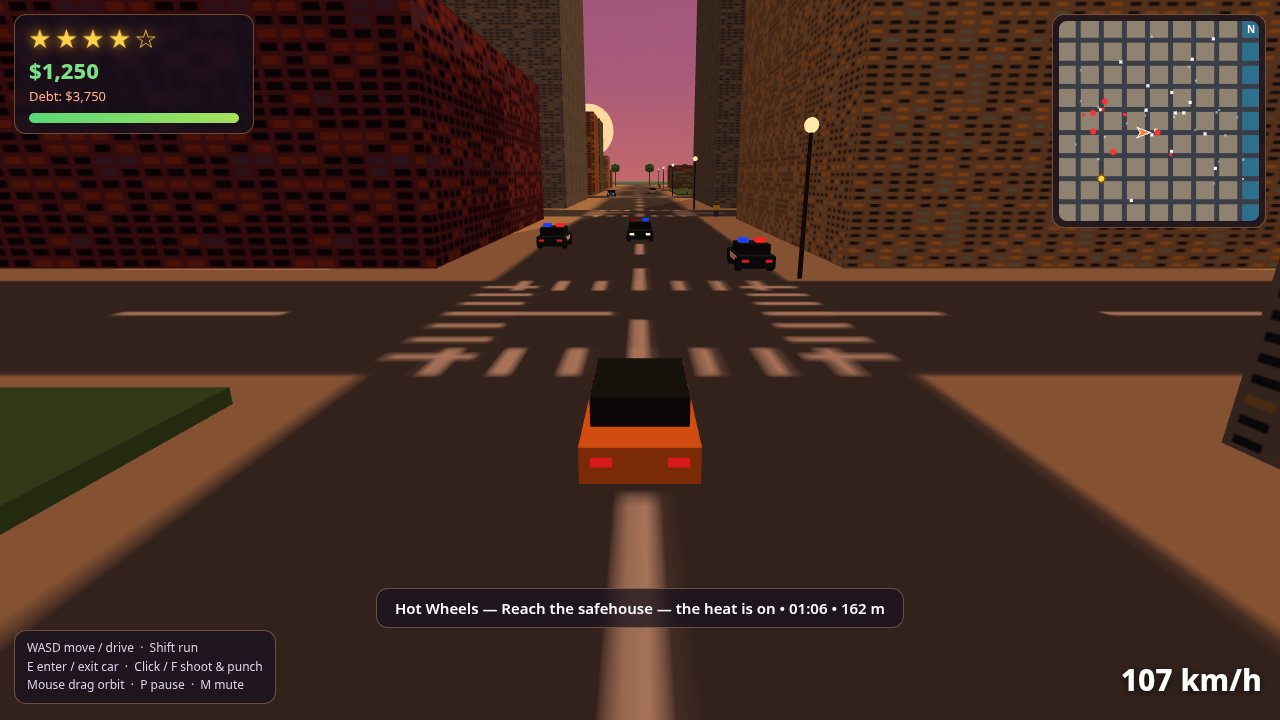 ★★★★☆
$1,250
Debt: $3,750
N
Hot Wheels — Reach the safehouse — the heat is on • 01:06 • 162 m
WASD move / drive · Shift run
E enter / exit car · Click / F shoot & punch
Mouse drag orbit · P pause · M mute
107 km/h